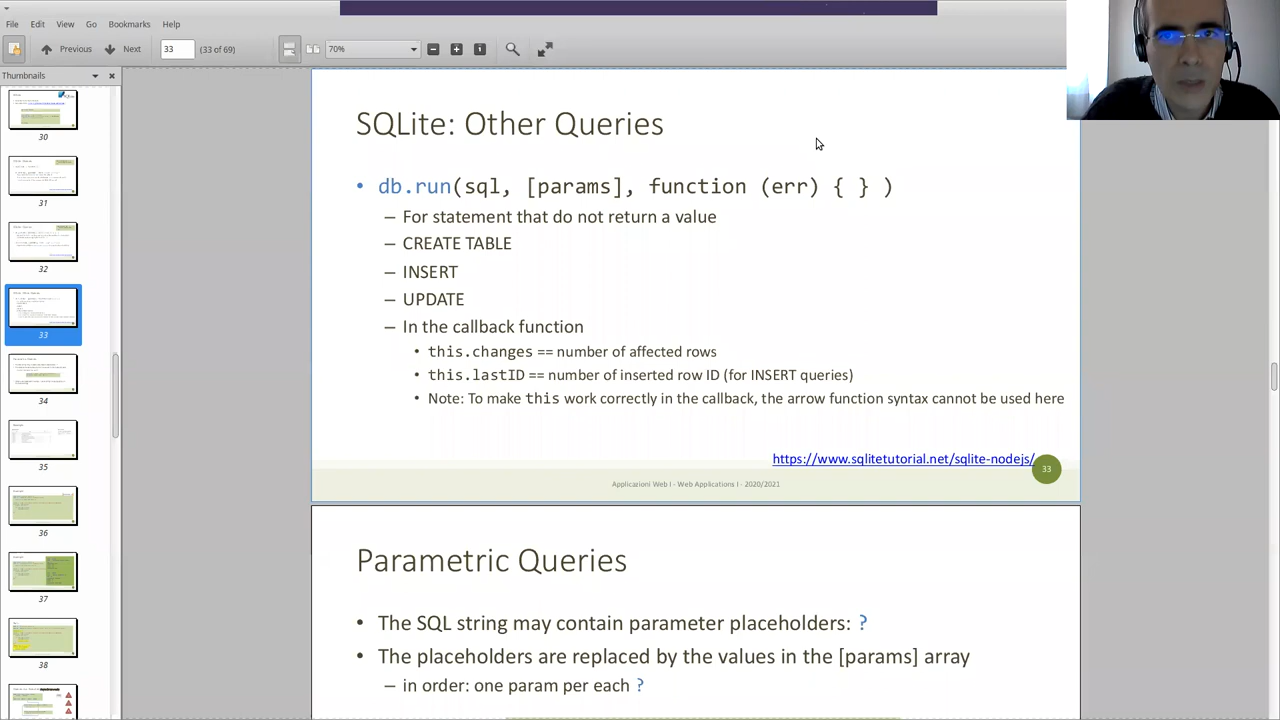 File Edit View Go Bookmarks Help
Previous Next 33 (33 of 69) 70%
Thumbnails
30
31
32
33
34
35
36
37
38
SQLite: Other Queries
• db.run(sql, [params], function (err) { } )
– For statement that do not return a value
– CREATE TABLE
– INSERT
– UPDATE
– In the callback function
• this.changes == number of affected rows
• this.lastID == number of inserted row ID (for INSERT queries)
• Note: To make this work correctly in the callback, the arrow function syntax cannot be used here
https://www.sqlitetutorial.net/sqlite-nodejs/
33
Applicazioni Web I - Web Applications I - 2020/2021
Parametric Queries
• The SQL string may contain parameter placeholders: ?
• The placeholders are replaced by the values in the [params] array
– in order: one param per each ?